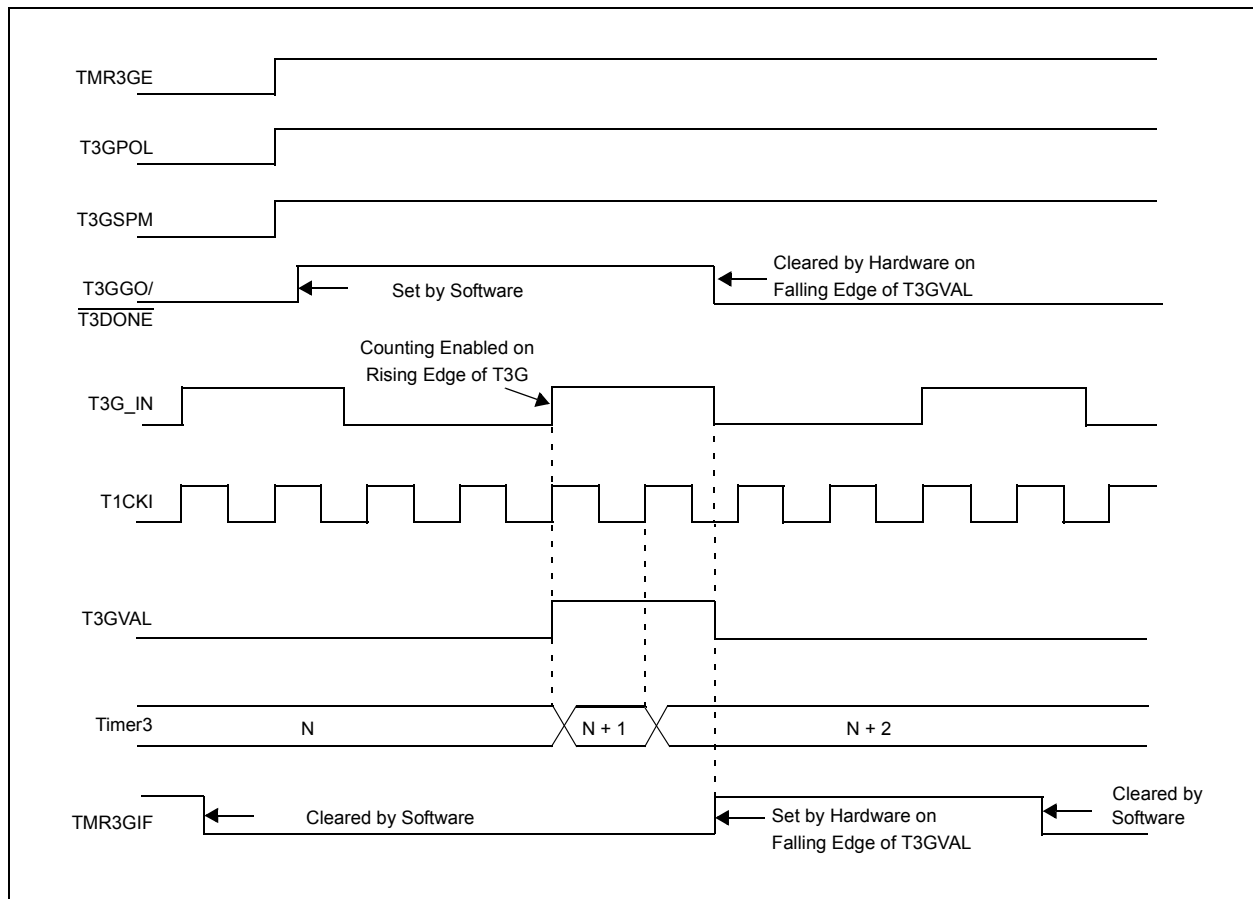 TMR3GE
T3GPOL
T3GSPM
T3GGO/
T3DONE
Set by Software
Cleared by Hardware on
Falling Edge of T3GVAL
Counting Enabled on
Rising Edge of T3G
T3G_IN
T1CKI
T3GVAL
Timer3
N
N + 1
N + 2
TMR3GIF
Cleared by Software
Set by Hardware on
Falling Edge of T3GVAL
Cleared by
Software